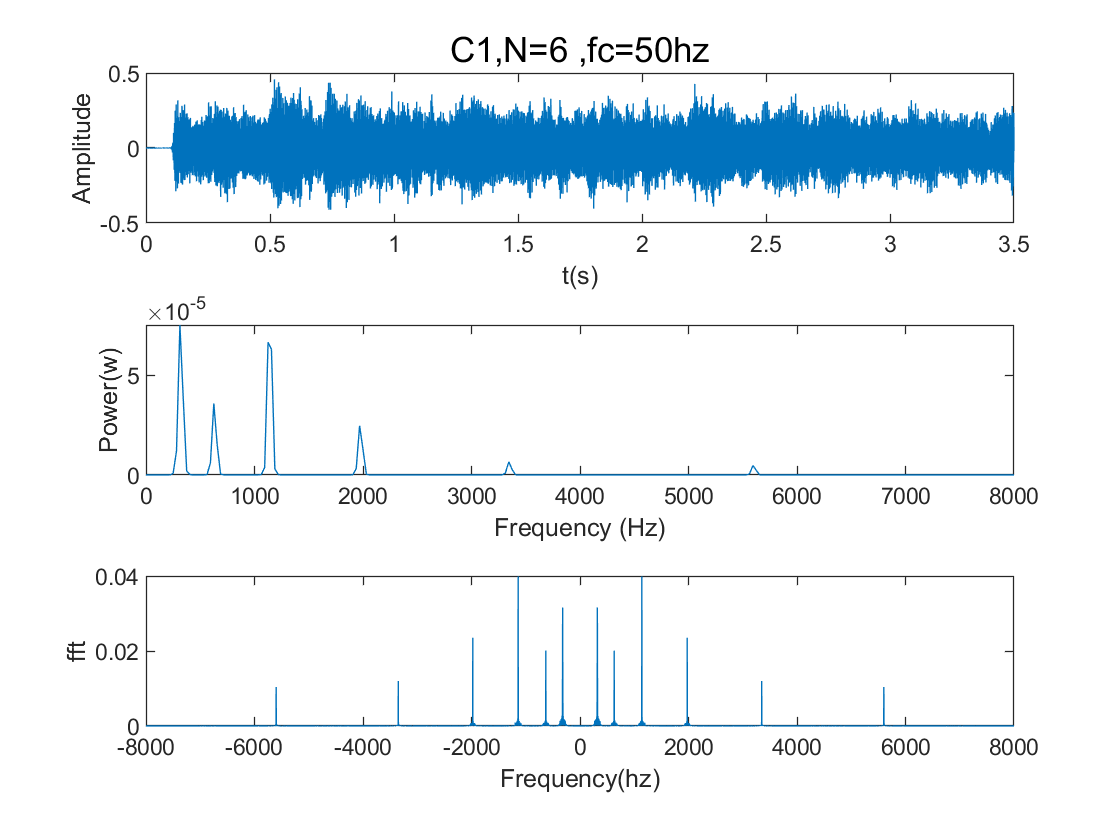 C1,N=6 ,fc=50hz
0.5
0
-0.5
Amplitude
0 0.5 1 1.5 2 2.5 3 3.5
t(s)
×10-5
5
0
Power(w)
0 1000 2000 3000 4000 5000 6000 7000 8000
Frequency (Hz)
0.04
0.02
0
fft
-8000 -6000 -4000 -2000 0 2000 4000 6000 8000
Frequency(hz)